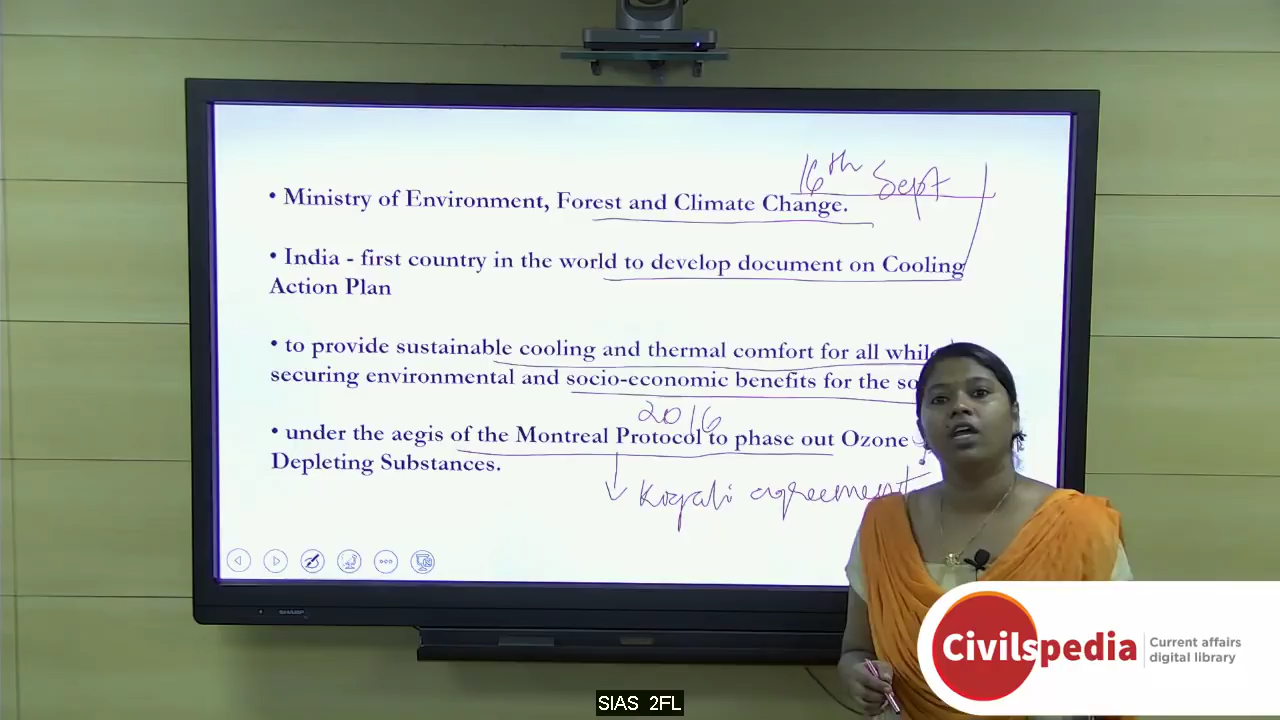 16th Sept
• Ministry of Environment, Forest and Climate Change.
• India - first country in the world to develop document on Cooling
Action Plan
• to provide sustainable cooling and thermal comfort for all while
securing environmental and socio-economic benefits for the
2016
• under the aegis of the Montreal Protocol to phase out Ozone
Depleting Substances.
agreement
SHARP
Civilspedia
Current affairs
digital library
SIAS 2FL